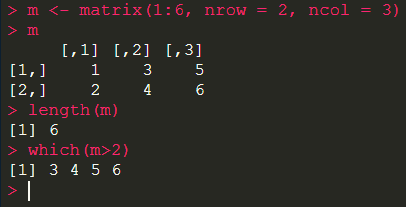 > m <- matrix(1:6, nrow = 2, ncol = 3)
> m
     [,1] [,2] [,3]
[1,]    1    3    5
[2,]    2    4    6
> length(m)
[1] 6
> which(m>2)
[1] 3 4 5 6
>